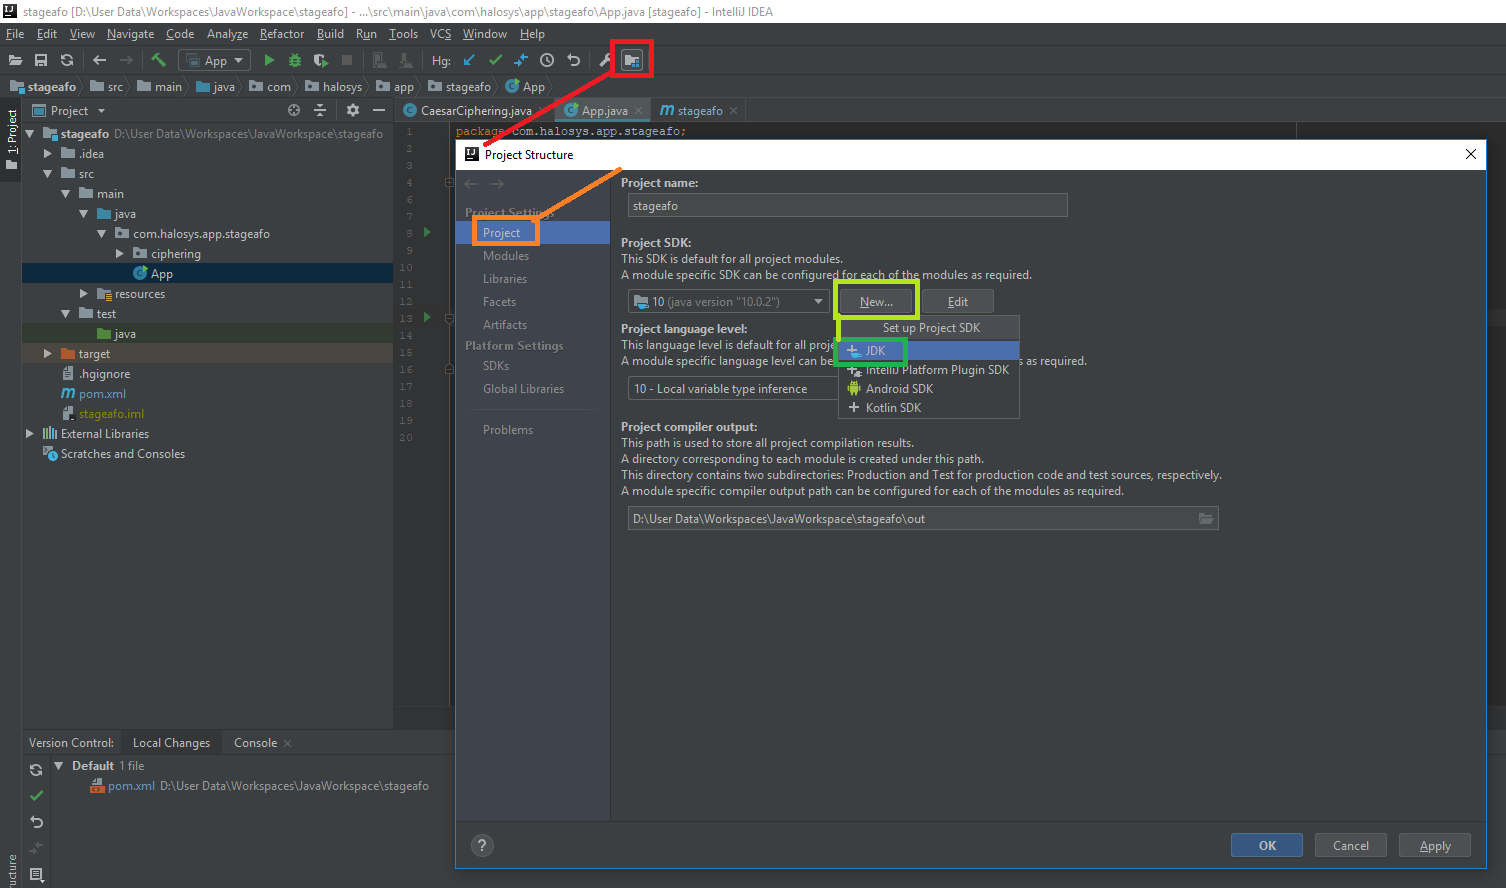 stageafo [D:\User Data\Workspaces\JavaWorkspace\stageafo] - ...\src\main\java\com\halosys\app\stageafo\App.java [stageafo] - IntelliJ IDEA
File Edit View Navigate Code Analyze Refactor Build Run Tools VCS Window Help
App Hg:
stageafo src main java com halosys app stageafo App
1: Project
Project
CaesarCiphering.java App.java stageafo
stageafo D:\User Data\Workspaces\JavaWorkspace\stageafo
.idea
src
main
java
com.halosys.app.stageafo
ciphering
App
resources
test
java
target
.hgignore
pom.xml
stageafo.iml
External Libraries
Scratches and Consoles
1 package com.halosys.app.stageafo;
2
3
4
6
7
8
9
10
11
12
13
14
15
16
17
18
19
20
Project Structure
Project Settings
Project
Modules
Libraries
Facets
Artifacts
Platform Settings
SDKs
Global Libraries
Problems
Project name:
stageafo
Project SDK:
This SDK is default for all project modules.
A module specific SDK can be configured for each of the modules as required.
10 (java version "10.0.2") New... Edit
Set up Project SDK
JDK
IntelliJ Platform Plugin SDK
Android SDK
Kotlin SDK
Project language level:
This language level is default for all proje
A module specific language level can be s as required.
10 - Local variable type inference
Project compiler output:
This path is used to store all project compilation results.
A directory corresponding to each module is created under this path.
This directory contains two subdirectories: Production and Test for production code and test sources, respectively.
A module specific compiler output path can be configured for each of the modules as required.
D:\User Data\Workspaces\JavaWorkspace\stageafo\out
? OK Cancel Apply
Version Control: Local Changes Console
Default 1 file
pom.xml D:\User Data\Workspaces\JavaWorkspace\stageafo
ructure